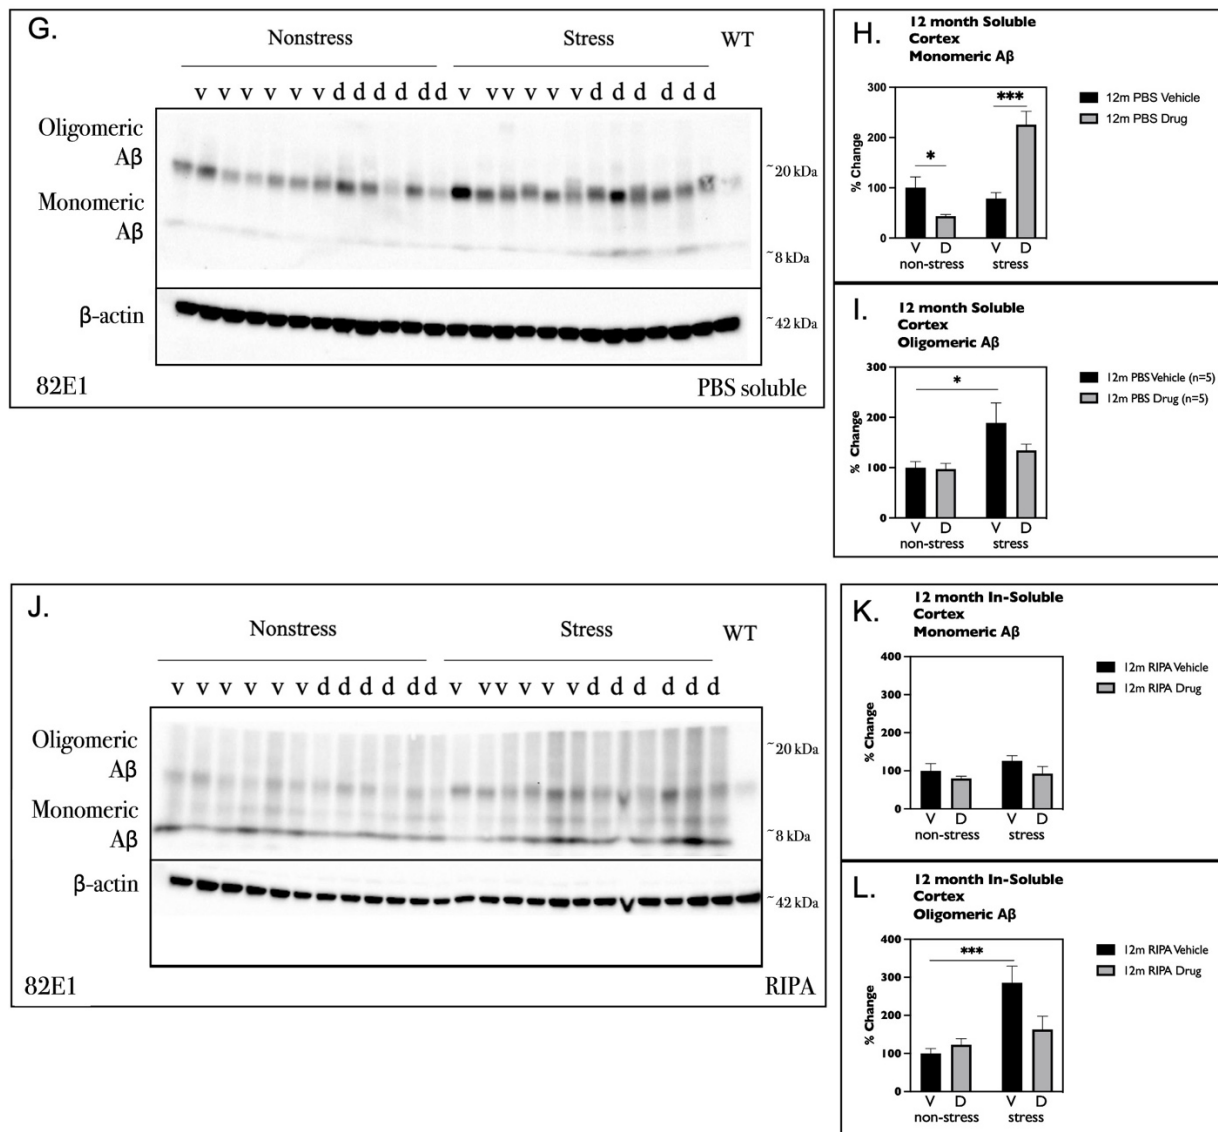 G.
Nonstress Stress WT
v v v v v v d d d d d d v v v v v v d d d d d d
Oligomeric
Aβ
Monomeric
Aβ
~20 kDa
~8 kDa
β-actin
~42 kDa
82E1 PBS soluble
H.
12 month Soluble
Cortex
Monomeric Aβ
% Change
300
200
100
0
*
***
V D V D
non-stress stress
12m PBS Vehicle
12m PBS Drug
I.
12 month Soluble
Cortex
Oligomeric Aβ
% Change
300
200
100
0
*
V D V D
non-stress stress
12m PBS Vehicle (n=5)
12m PBS Drug (n=5)
J.
Nonstress Stress WT
v v v v v v d d d d d d v v v v v v d d d d d d
Oligomeric
Aβ
Monomeric
Aβ
~20 kDa
~8 kDa
β-actin
~42 kDa
82E1 RIPA
K.
12 month In-Soluble
Cortex
Monomeric Aβ
% Change
400
300
200
100
0
V D V D
non-stress stress
12m RIPA Vehicle
12m RIPA Drug
L.
12 month In-Soluble
Cortex
Oligomeric Aβ
% Change
400
300
200
100
0
***
V D V D
non-stress stress
12m RIPA Vehicle
12m RIPA Drug